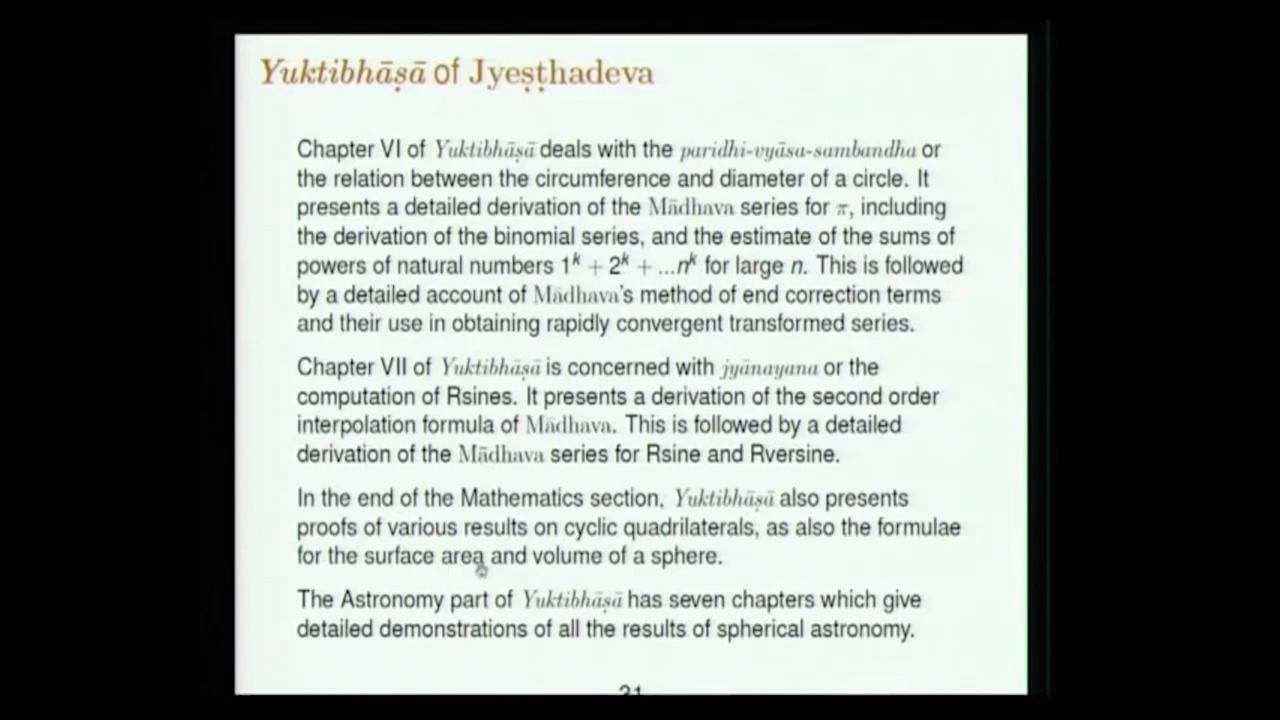 Yuktibhāṣā of Jyeṣṭhadeva
Chapter VI of Yuktibhāṣā deals with the paridhi-vyāsa-sambandha or
the relation between the circumference and diameter of a circle. It
presents a detailed derivation of the Mādhava series for π, including
the derivation of the binomial series, and the estimate of the sums of
powers of natural numbers 1ᵏ + 2ᵏ + ...nᵏ for large n. This is followed
by a detailed account of Mādhava's method of end correction terms
and their use in obtaining rapidly convergent transformed series.
Chapter VII of Yuktibhāṣā is concerned with jyānayana or the
computation of Rsines. It presents a derivation of the second order
interpolation formula of Mādhava. This is followed by a detailed
derivation of the Mādhava series for Rsine and Rversine.
In the end of the Mathematics section, Yuktibhāṣā also presents
proofs of various results on cyclic quadrilaterals, as also the formulae
for the surface area and volume of a sphere.
The Astronomy part of Yuktibhāṣā has seven chapters which give
detailed demonstrations of all the results of spherical astronomy.